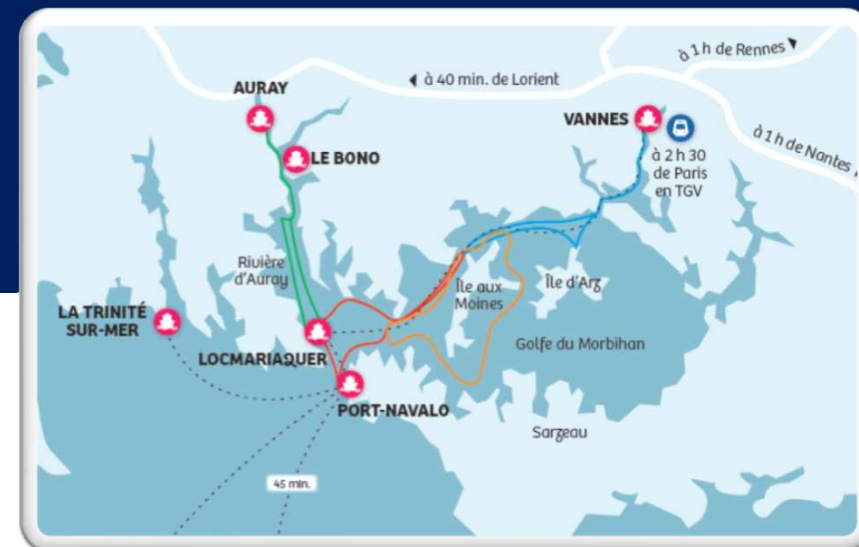 à 1 h de Rennes
AURAY
à 40 min. de Lorient
VANNES
LE BONO
à 2 h 30
de Paris
en TGV
à 1 h de Nantes
Rivière
d'Auray
Île aux
Moines
Île d'Arz
LA TRINITÉ
SUR-MER
LOCMARIAQUER
Golfe du Morbihan
PORT-NAVALO
Sarzeau
45 min.